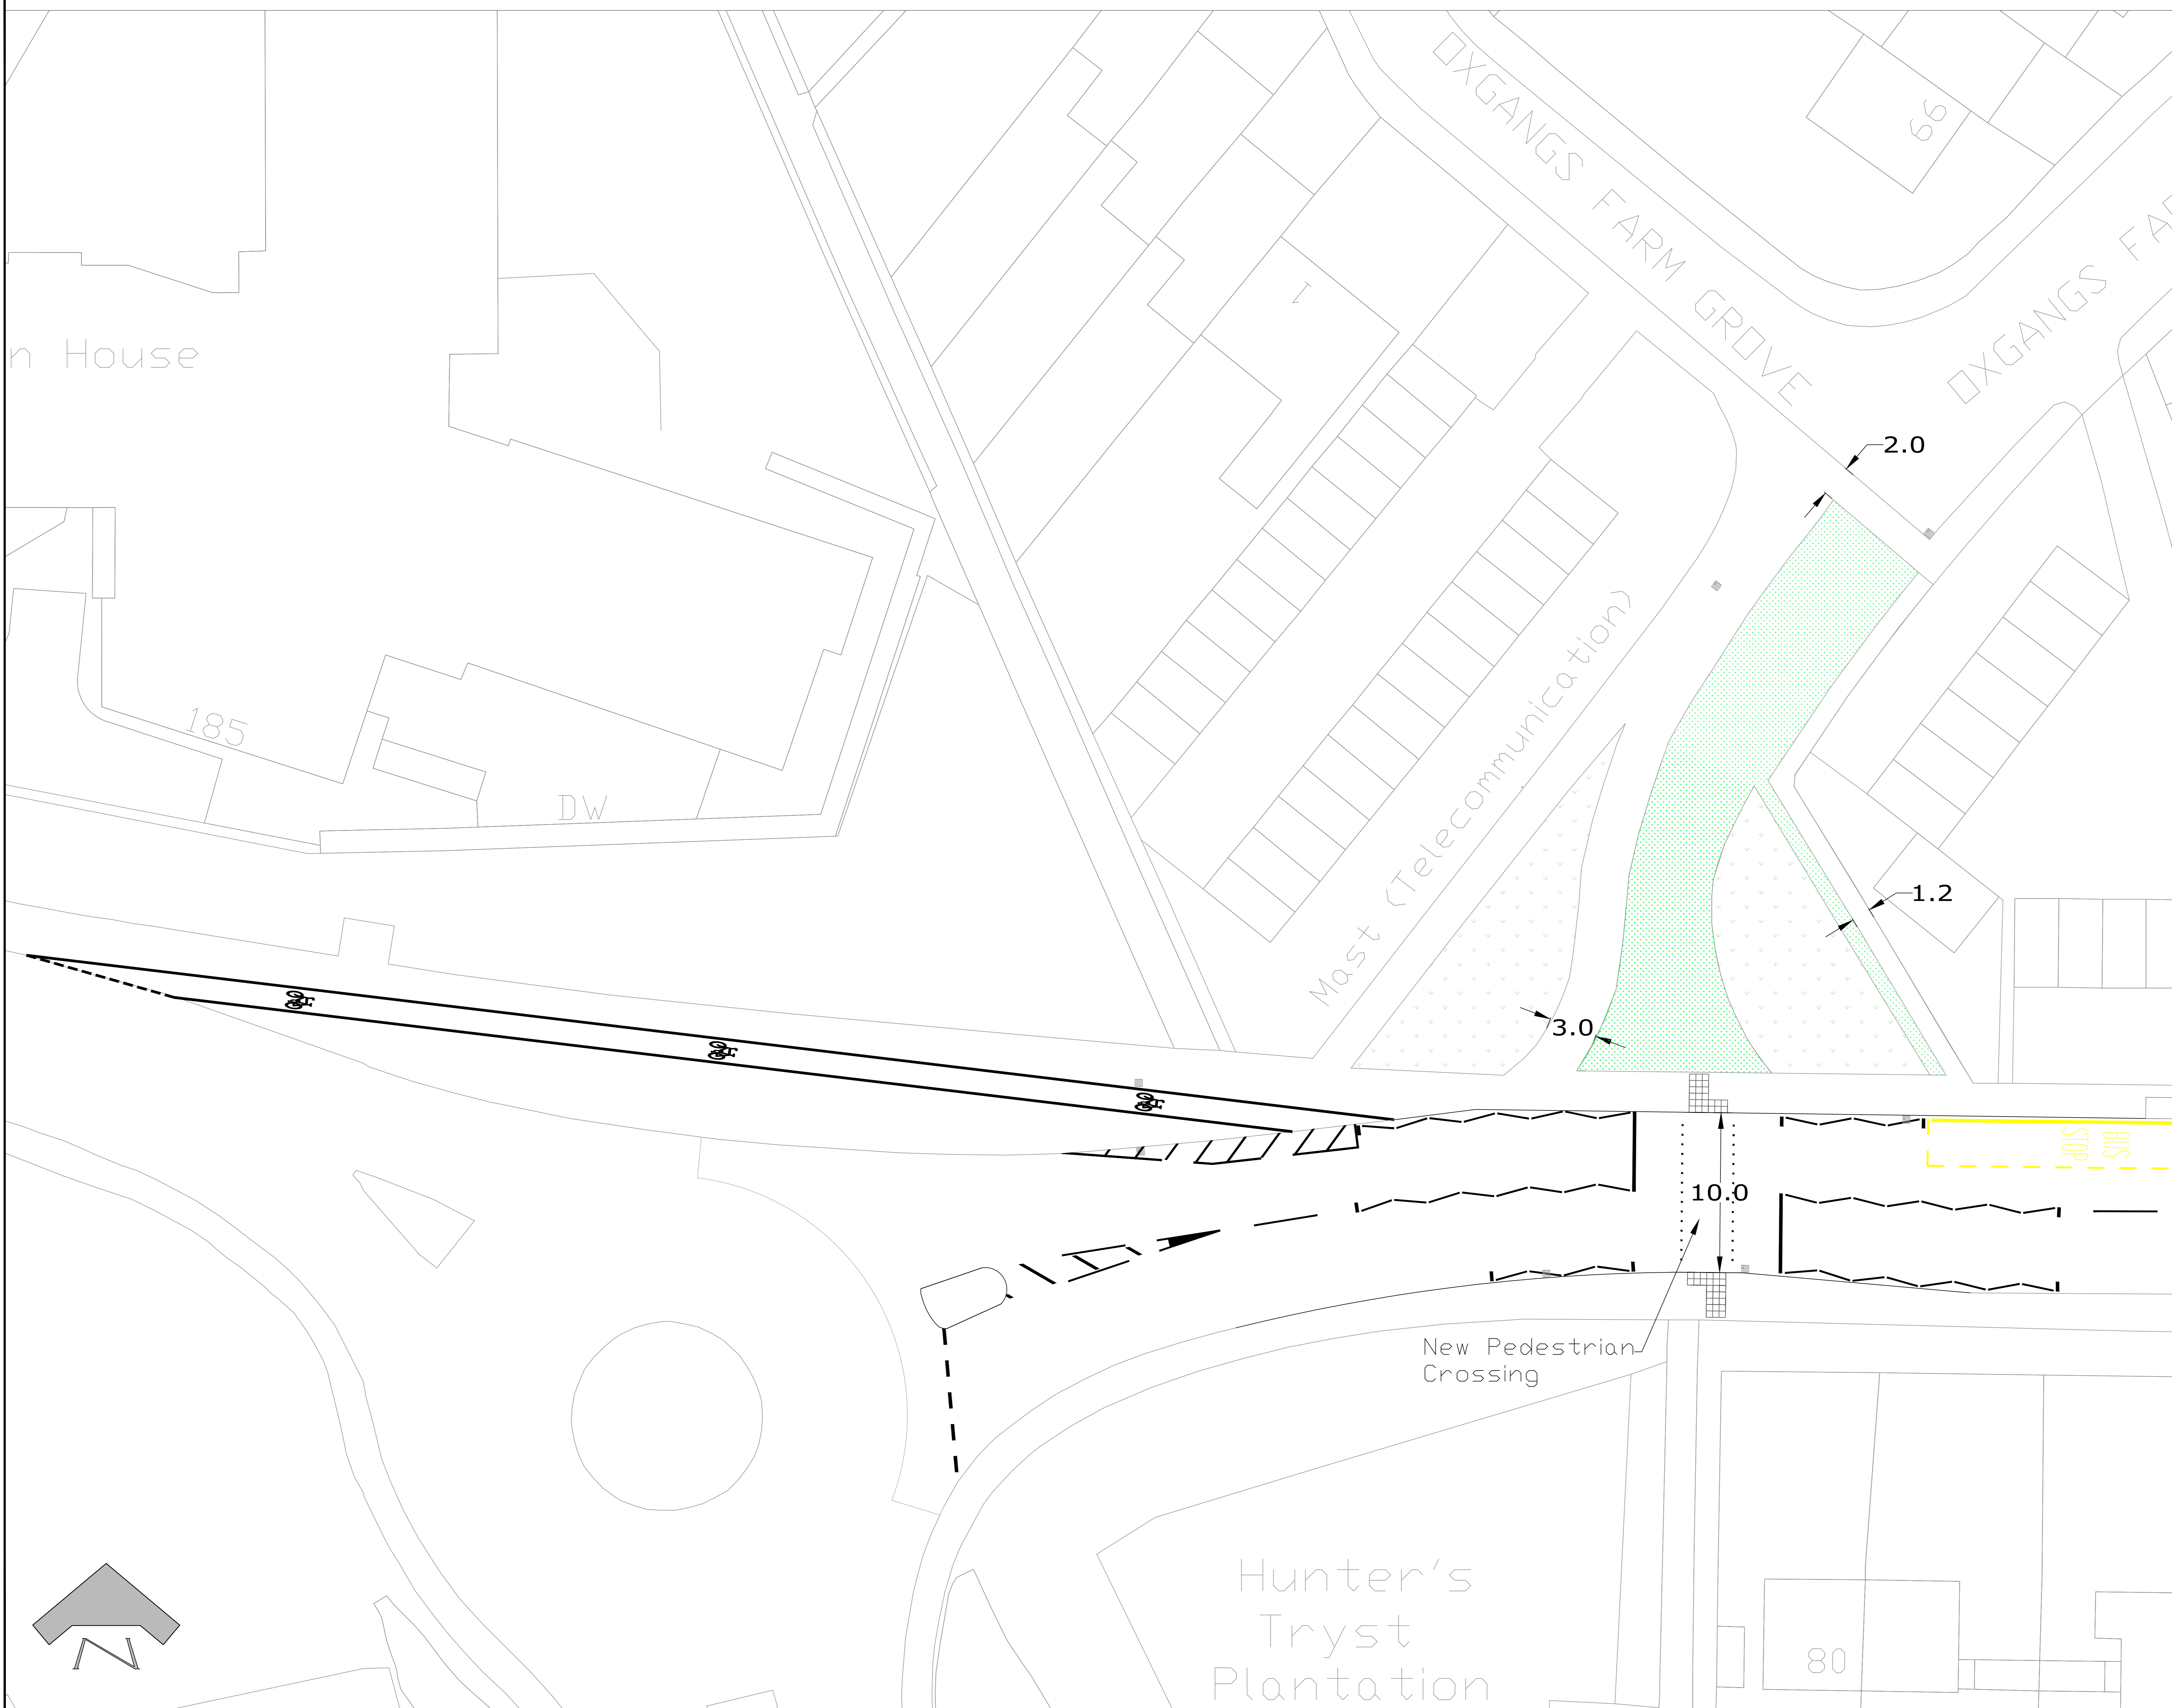 OXGANGS FARM GROVE
66
OXGANGS
1
n House
2.0
185
DW
Mast (Telecommunication)
1.2
3.0
BUS
STOP
10.0
New Pedestrian
Crossing
Hunter's
Tryst
Plantation
80
N